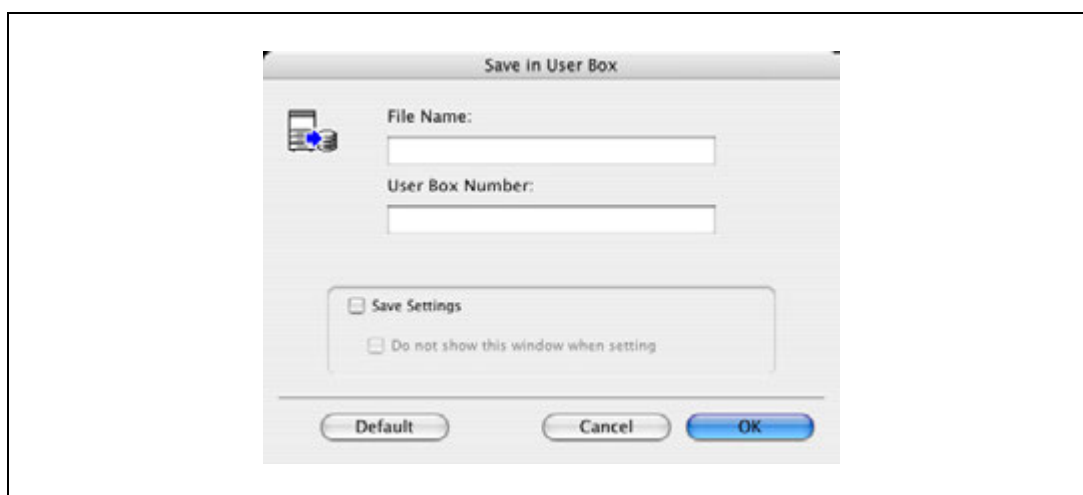 Save in User Box
File Name:
User Box Number:
Save Settings
Do not show this window when setting
Default Cancel OK